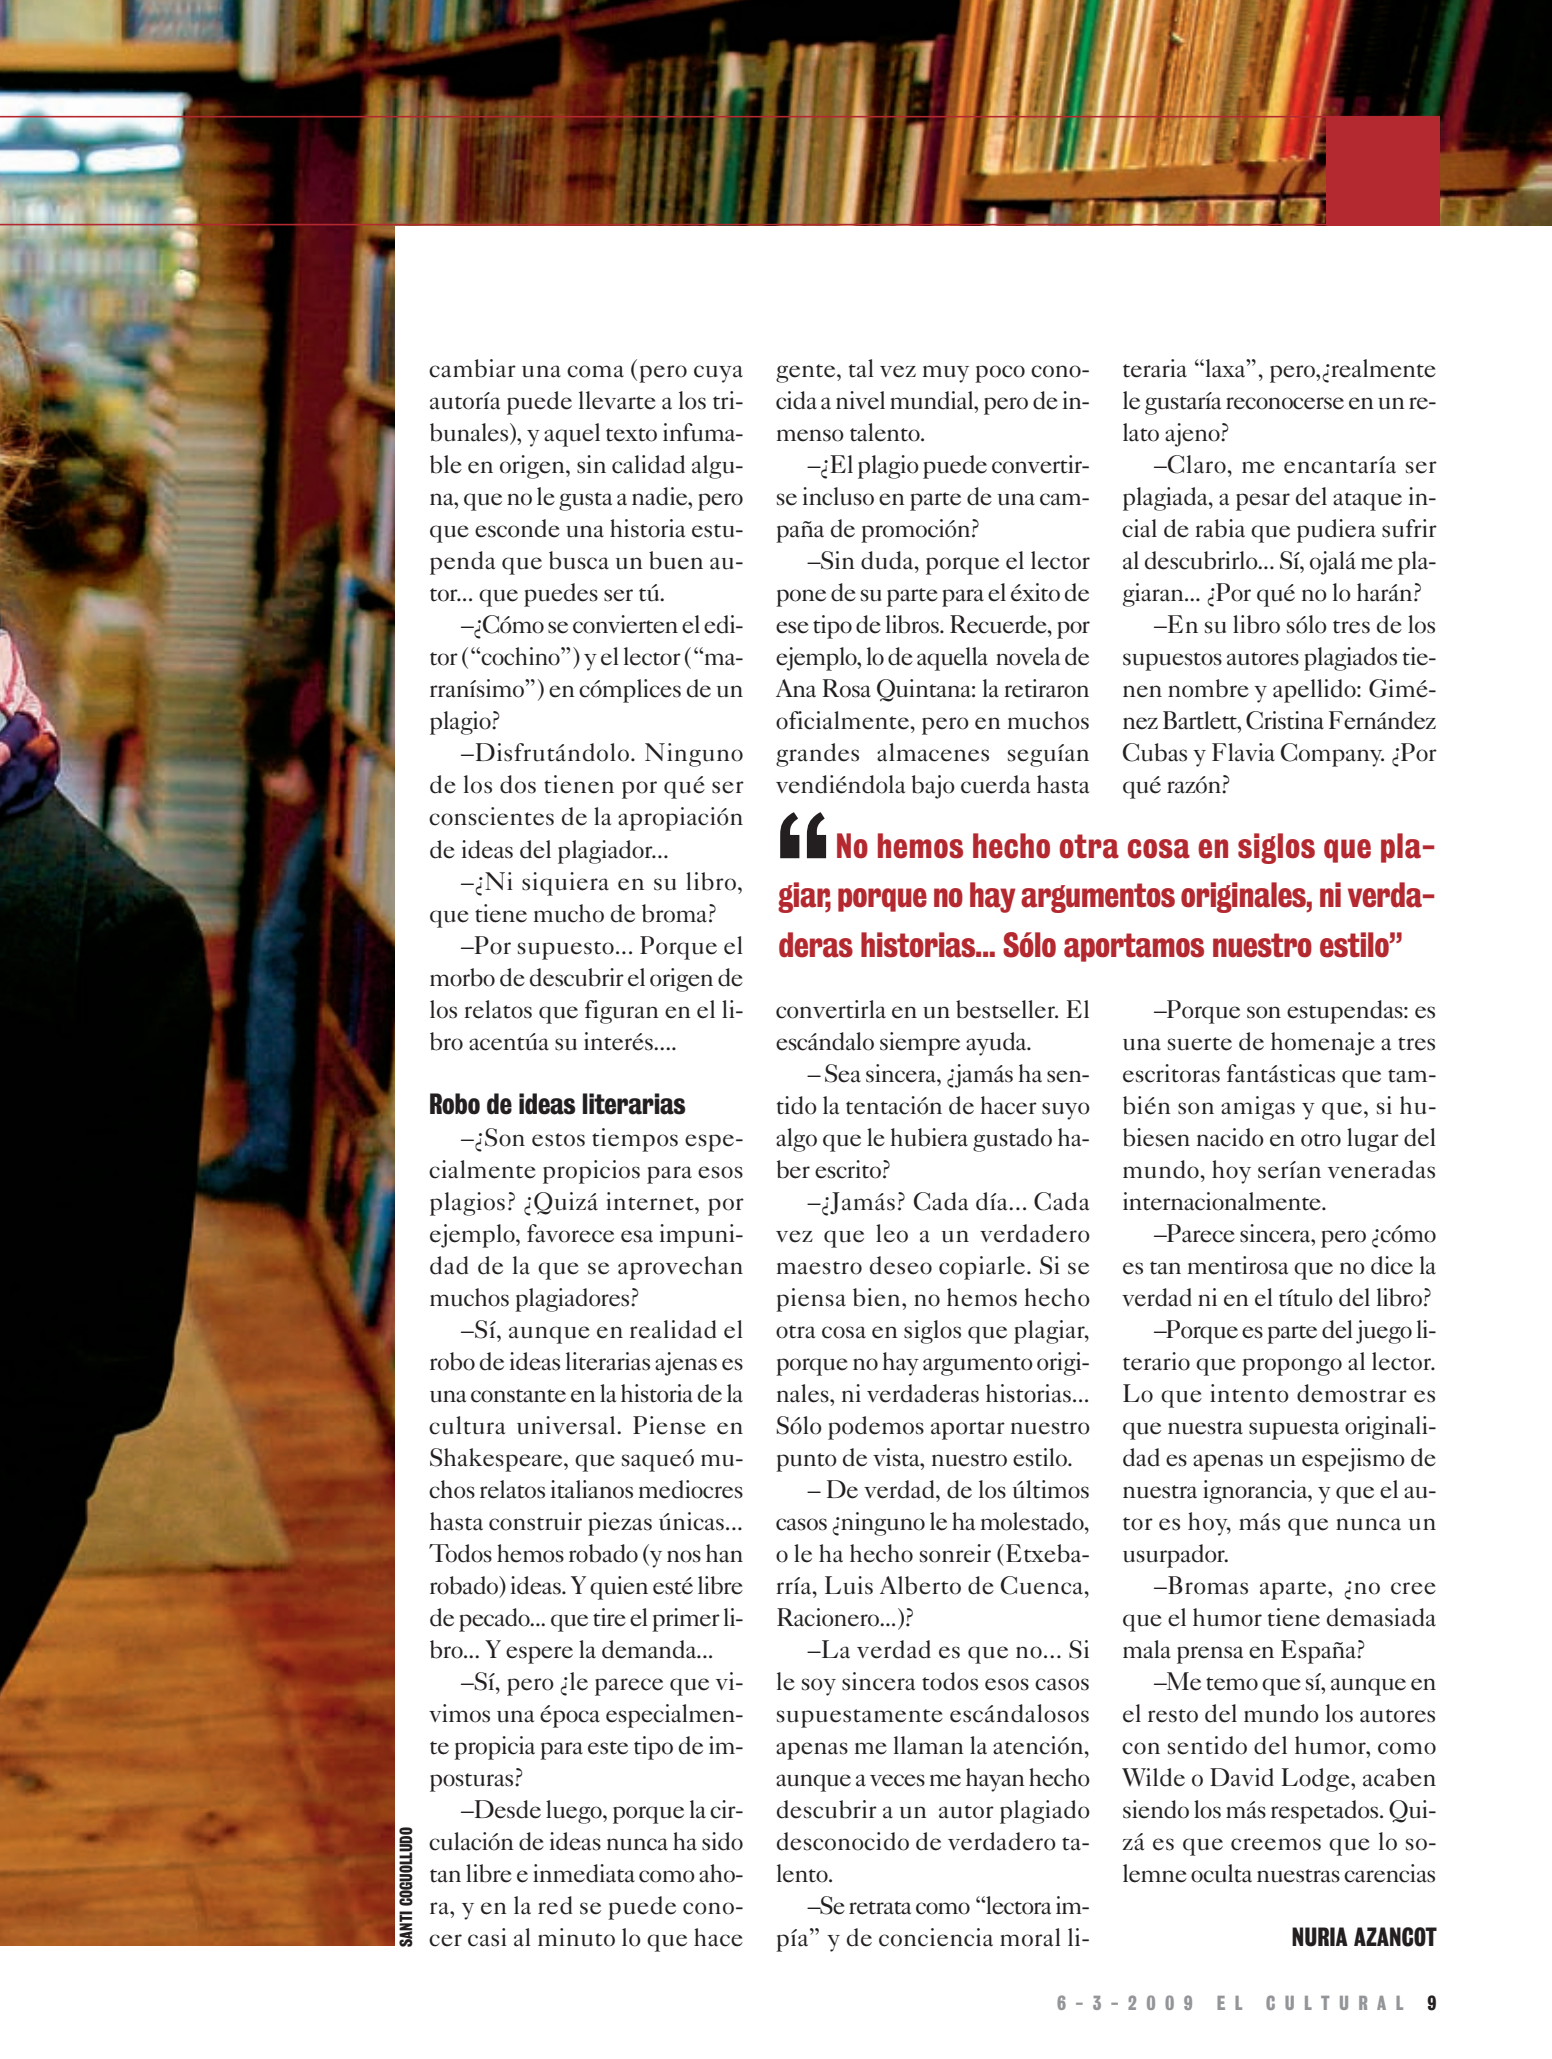 cambiar una coma (pero cuya
autoría puede llevarte a los tri-
bunales), y aquel texto infuma-
ble en origen, sin calidad algu-
na, que no le gusta a nadie, pero
que esconde una historia estu-
penda que busca un buen au-
tor... que puedes ser tú.
–¿Cómo se convierten el edi-
tor (“cochino”) y el lector (“ma-
rranísimo”) en cómplices de un
plagio?
–Disfrutándolo. Ninguno
de los dos tienen por qué ser
conscientes de la apropiación
de ideas del plagiador...
–¿Ni siquiera en su libro,
que tiene mucho de broma?
–Por supuesto... Porque el
morbo de descubrir el origen de
los relatos que figuran en el li-
bro acentúa su interés....
Robo de ideas literarias
–¿Son estos tiempos espe-
cialmente propicios para esos
plagios? ¿Quizá internet, por
ejemplo, favorece esa impuni-
dad de la que se aprovechan
muchos plagiadores?
–Sí, aunque en realidad el
robo de ideas literarias ajenas es
una constante en la historia de la
cultura universal. Piense en
Shakespeare, que saqueó mu-
chos relatos italianos mediocres
hasta construir piezas únicas...
Todos hemos robado (y nos han
robado) ideas. Y quien esté libre
de pecado... que tire el primer li-
bro... Y espere la demanda...
–Sí, pero ¿le parece que vi-
vimos una época especialmen-
te propicia para este tipo de im-
posturas?
–Desde luego, porque la cir-
culación de ideas nunca ha sido
tan libre e inmediata como aho-
ra, y en la red se puede cono-
cer casi al minuto lo que hace
gente, tal vez muy poco cono-
cida a nivel mundial, pero de in-
menso talento.
–¿El plagio puede convertir-
se incluso en parte de una cam-
paña de promoción?
–Sin duda, porque el lector
pone de su parte para el éxito de
ese tipo de libros. Recuerde, por
ejemplo, lo de aquella novela de
Ana Rosa Quintana: la retiraron
oficialmente, pero en muchos
grandes almacenes seguían
vendiéndola bajo cuerda hasta
convertirla en un bestseller. El
escándalo siempre ayuda.
– Sea sincera, ¿jamás ha sen-
tido la tentación de hacer suyo
algo que le hubiera gustado ha-
ber escrito?
–¿Jamás? Cada día... Cada
vez que leo a un verdadero
maestro deseo copiarle. Si se
piensa bien, no hemos hecho
otra cosa en siglos que plagiar,
porque no hay argumento origi-
nales, ni verdaderas historias...
Sólo podemos aportar nuestro
punto de vista, nuestro estilo.
– De verdad, de los últimos
casos ¿ninguno le ha molestado,
o le ha hecho sonreir (Etxeba-
rría, Luis Alberto de Cuenca,
Racionero...)?
–La verdad es que no... Si
le soy sincera todos esos casos
supuestamente escándalosos
apenas me llaman la atención,
aunque a veces me hayan hecho
descubrir a un autor plagiado
desconocido de verdadero ta-
lento.
–Se retrata como “lectora im-
pía” y de conciencia moral li-
teraria “laxa”, pero,¿realmente
le gustaría reconocerse en un re-
lato ajeno?
–Claro, me encantaría ser
plagiada, a pesar del ataque in-
cial de rabia que pudiera sufrir
al descubrirlo... Sí, ojalá me pla-
giaran... ¿Por qué no lo harán?
–En su libro sólo tres de los
supuestos autores plagiados tie-
nen nombre y apellido: Gimé-
nez Bartlett, Cristina Fernández
Cubas y Flavia Company. ¿Por
qué razón?
“ No hemos hecho otra cosa en siglos que pla-
giar, porque no hay argumentos originales, ni verda-
deras historias... Sólo aportamos nuestro estilo”
–Porque son estupendas: es
una suerte de homenaje a tres
escritoras fantásticas que tam-
bién son amigas y que, si hu-
biesen nacido en otro lugar del
mundo, hoy serían veneradas
internacionalmente.
–Parece sincera, pero ¿cómo
es tan mentirosa que no dice la
verdad ni en el título del libro?
–Porque es parte del juego li-
terario que propongo al lector.
Lo que intento demostrar es
que nuestra supuesta originali-
dad es apenas un espejismo de
nuestra ignorancia, y que el au-
tor es hoy, más que nunca un
usurpador.
–Bromas aparte, ¿no cree
que el humor tiene demasiada
mala prensa en España?
–Me temo que sí, aunque en
el resto del mundo los autores
con sentido del humor, como
Wilde o David Lodge, acaben
siendo los más respetados. Qui-
zá es que creemos que lo so-
lemne oculta nuestras carencias
NURIA AZANCOT
SANTI COGUOLLUDO
6-3-2009 EL CULTURAL 9